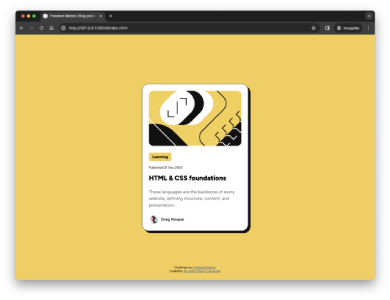 Frontend Mentor | Blog prev
http://127.0.0.1:5500/index.html
Incognito
Learning
Published 21 Dec 2023
HTML & CSS foundations
These languages are the backbone of every
website, defining structure, content, and
presentation.
Greg Hooper
Challenge by Frontend Mentor.
Coded by